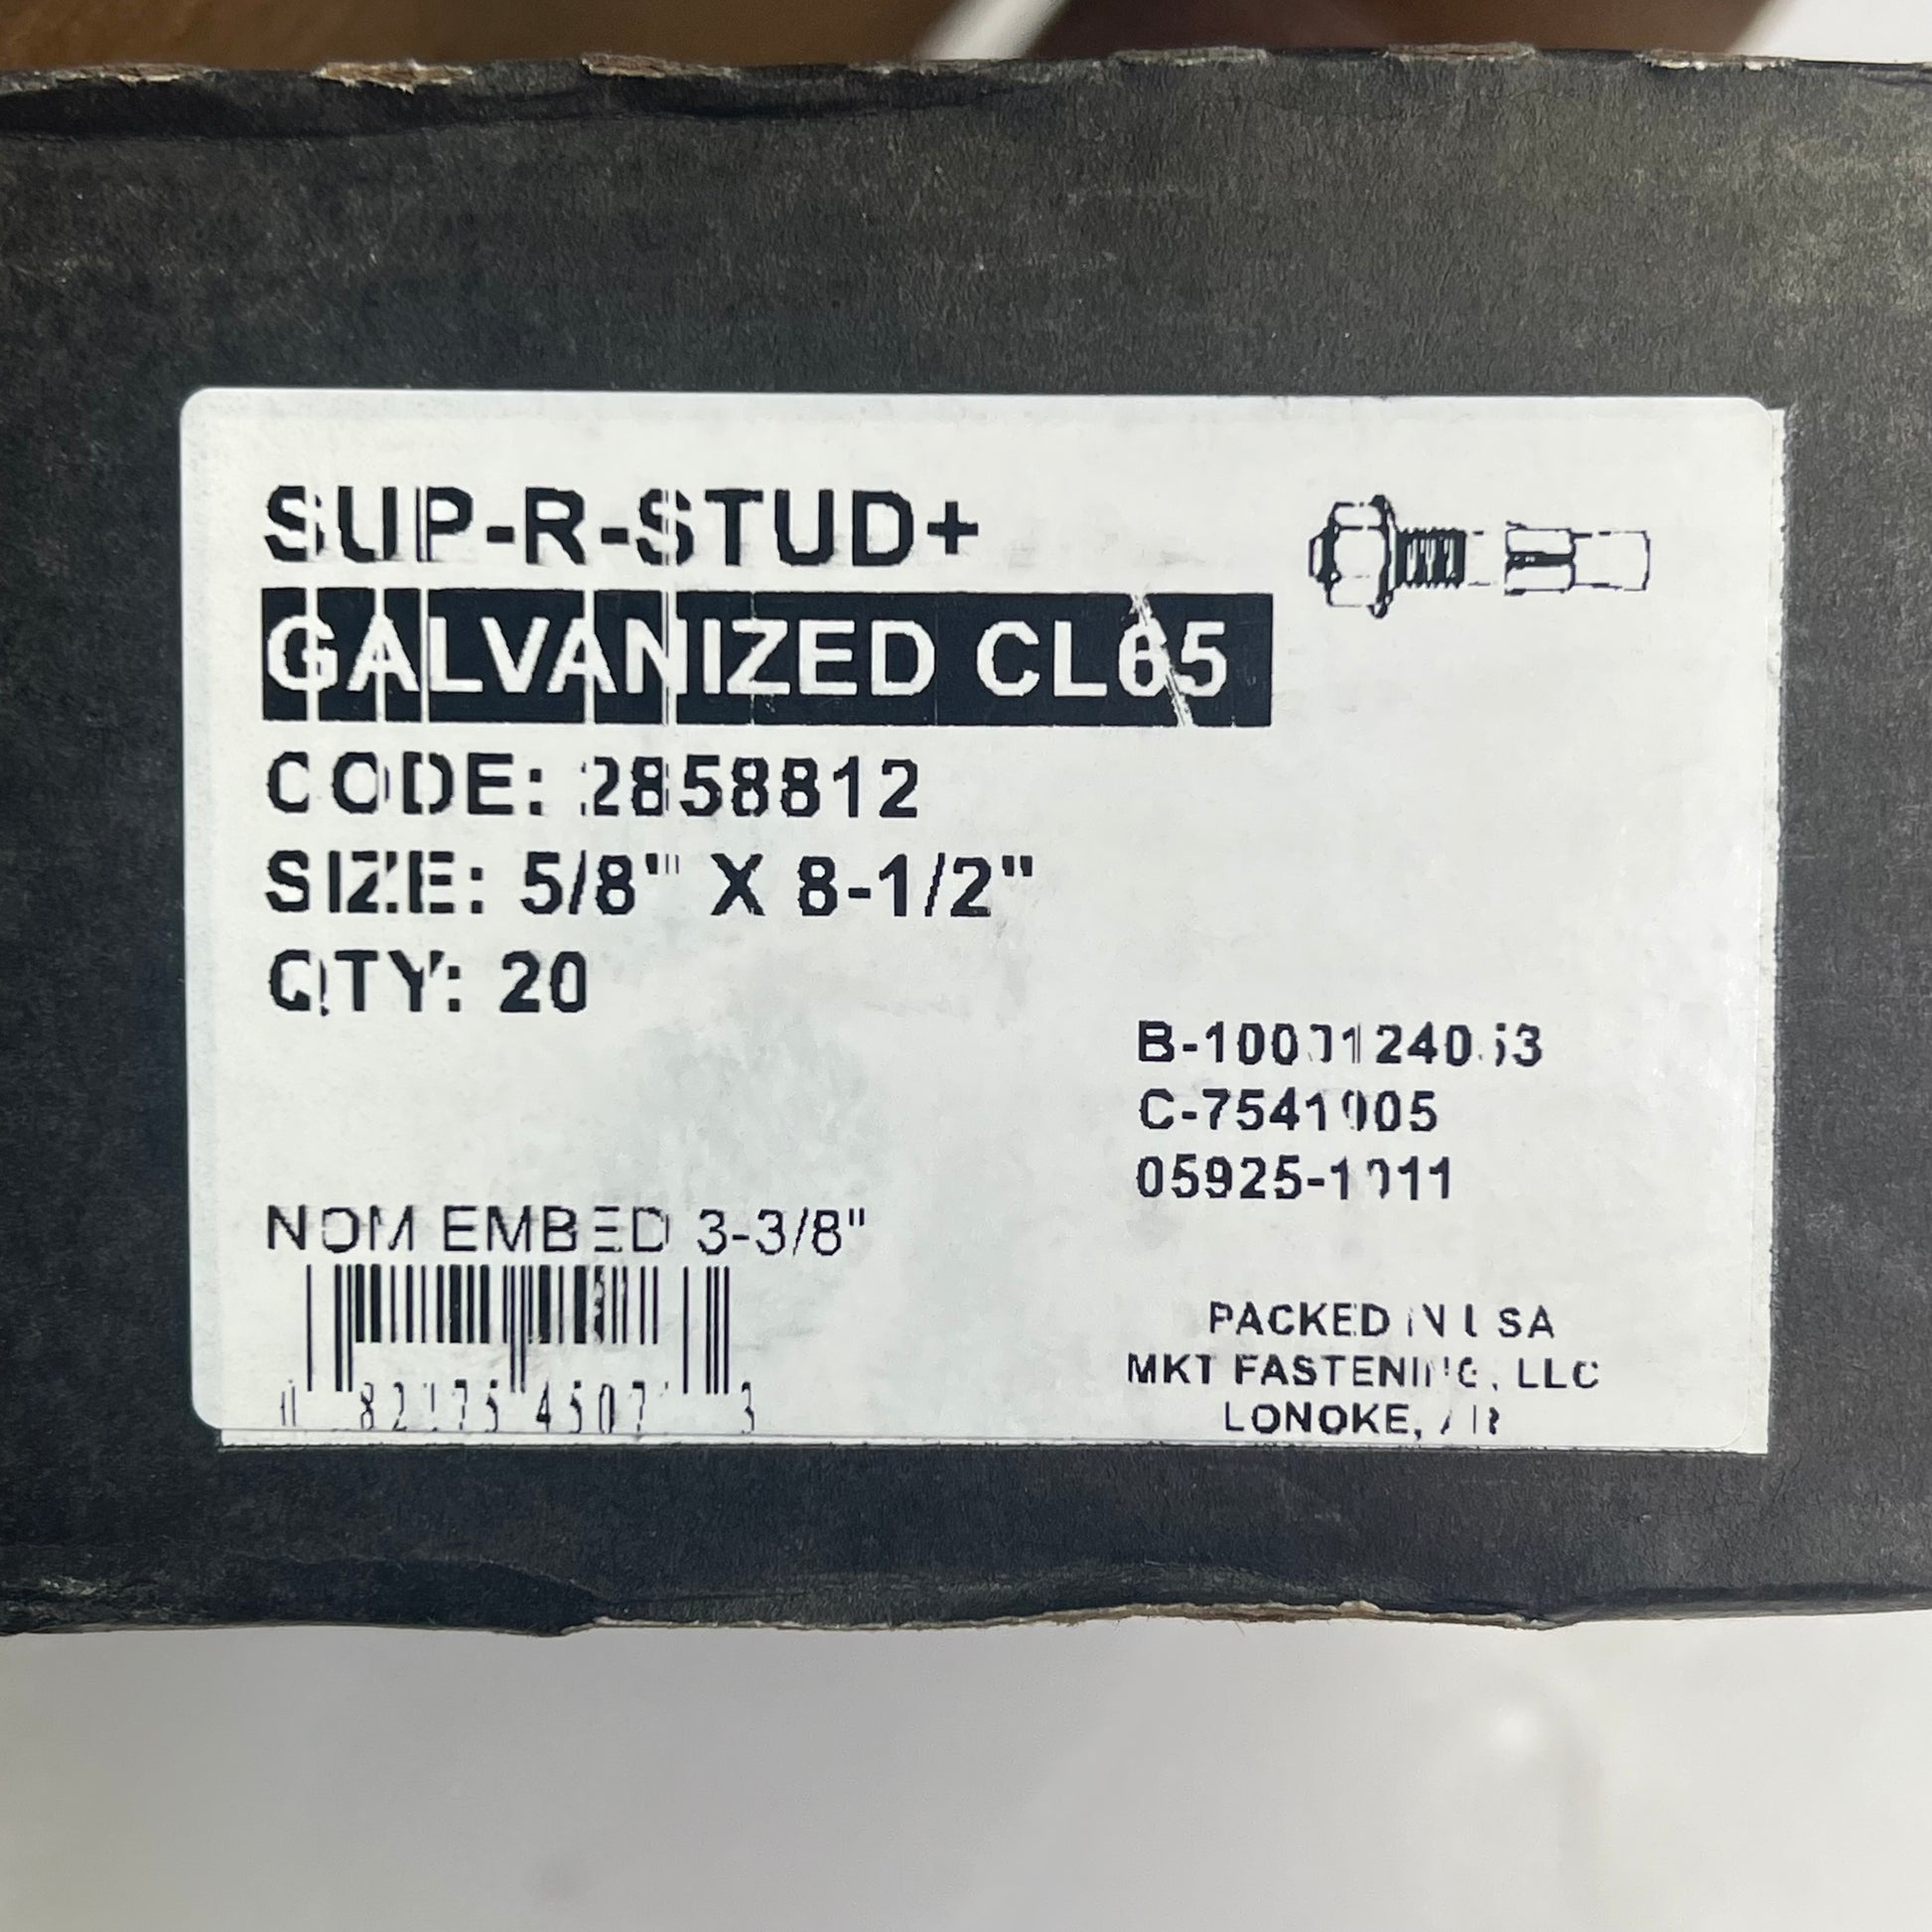 SUP-R-STUD+
GALVANIZED CL65
CODE: 2858812
SIZE: 5/8" X 8-1/2"
QTY: 20
C-7541005
05925-1011
NOM EMBED 3-3/8"
PACKED IN USA
MKT FASTENING, LLC
LONOKE, AR